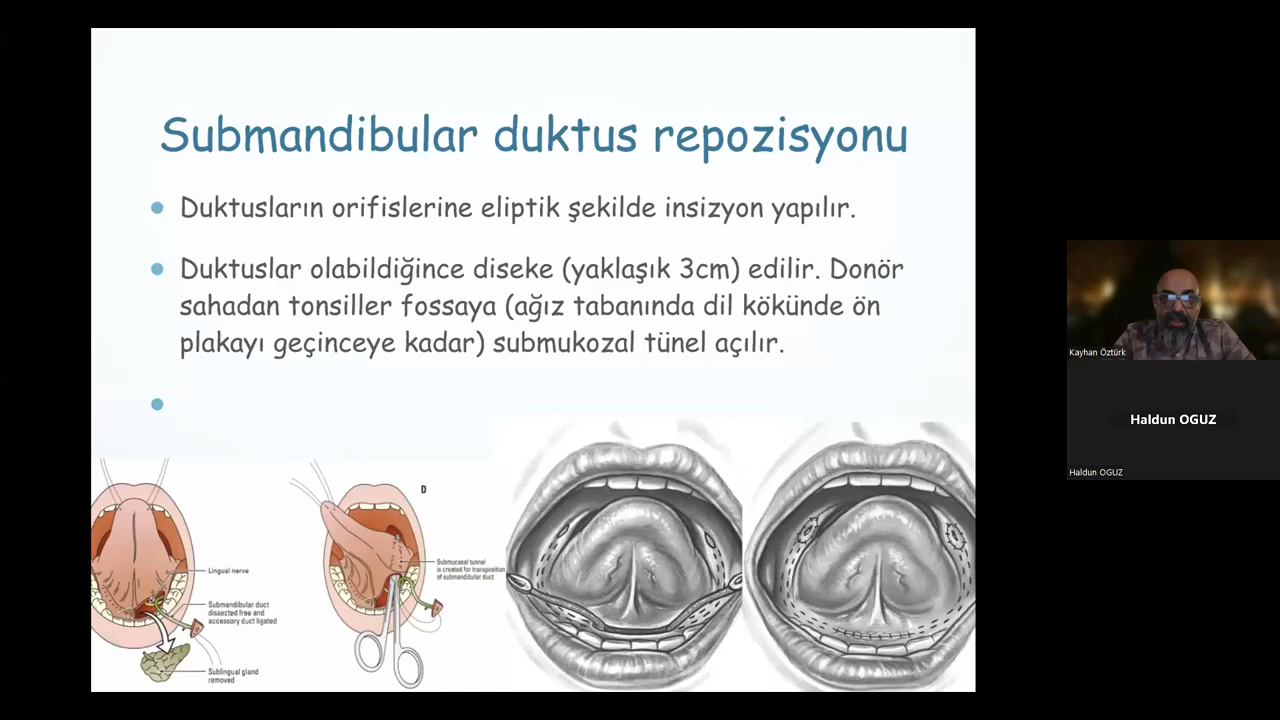 Submandibular duktus repozisyonu
Duktusların orifislerine eliptik şekilde insizyon yapılır.
Duktuslar olabildiğince diseke (yaklaşık 3cm) edilir. Donör
sahadan tonsiller fossaya (ağız tabanında dil kökünde ön
plakayı geçinceye kadar) submukozal tünel açılır.
Lingual nerve
Submandibular duct
dissected free and
accessory duct ligated
Sublingual gland
removed
D
Submucosal tunnel
is created for transposition
of submandibular duct
Kayhan Öztürk
Haldun OGUZ
Haldun OGUZ